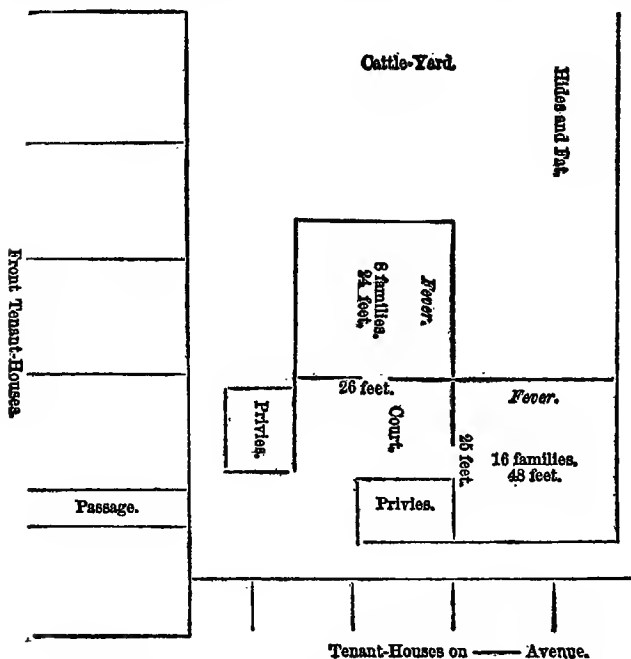 Cattle-Yard.
Hides and Fat.
Front Tenant-Houses.
Fever.
8 families.
24 feet.
26 feet.
Fever.
Privies.
Court.
25 feet.
16 families.
48 feet.
Passage.
Privies.
Tenant-Houses on —— Avenue.